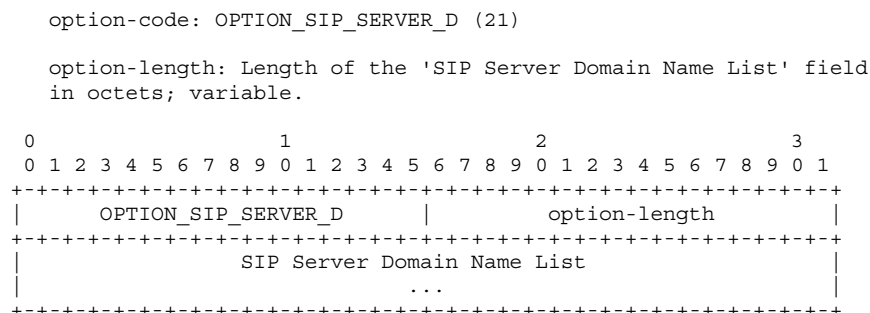 option-code: OPTION_SIP_SERVER_D (21)
option-length: Length of the 'SIP Server Domain Name List' field
in octets; variable.
 0                   1                   2                   3
 0 1 2 3 4 5 6 7 8 9 0 1 2 3 4 5 6 7 8 9 0 1 2 3 4 5 6 7 8 9 0 1
+-+-+-+-+-+-+-+-+-+-+-+-+-+-+-+-+-+-+-+-+-+-+-+-+-+-+-+-+-+-+-+-+
|      OPTION_SIP_SERVER_D      |         option-length         |
+-+-+-+-+-+-+-+-+-+-+-+-+-+-+-+-+-+-+-+-+-+-+-+-+-+-+-+-+-+-+-+-+
|                 SIP Server Domain Name List                   |
|                              ...                              |
+-+-+-+-+-+-+-+-+-+-+-+-+-+-+-+-+-+-+-+-+-+-+-+-+-+-+-+-+-+-+-+-+